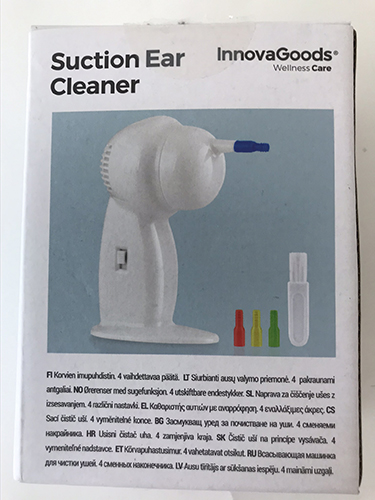 Suction Ear
Cleaner
InnovaGoods®
Wellness Care
FI Korvien imupuhdistin. 4 vaihdettavaa päätä. LT Siurbianti ausų valymo priemonė. 4 pakraunami
antgaliai. NO Ørerenser med sugefunksjon. 4 utskiftbare endestykker. SL Naprava za čiščenje ušes z
izsesavanjem. 4 različni nastavki. EL Καθαριστής αυτιών με αναρρόφηση. 4 εναλλάξιμες άκρες. CS
Sací čistič uší. 4 vyměnitelné konce. BG Засмукващ уред за почистване на уши. 4 сменяеми
накрайника. HR Usisni čistač uha. 4 zamjenjiva kraja. SK Čistič uší na princípe vysávača. 4
vymeniteľné nadstavce. ET Kõrvapuhastusimur. 4 vahetatavat otsikut. RU Всасывающая машинка
для чистки ушей. 4 сменных наконечника. LV Ausu tīrītājs ar sūkšanas iespēju. 4 maināmi uzgaļi.